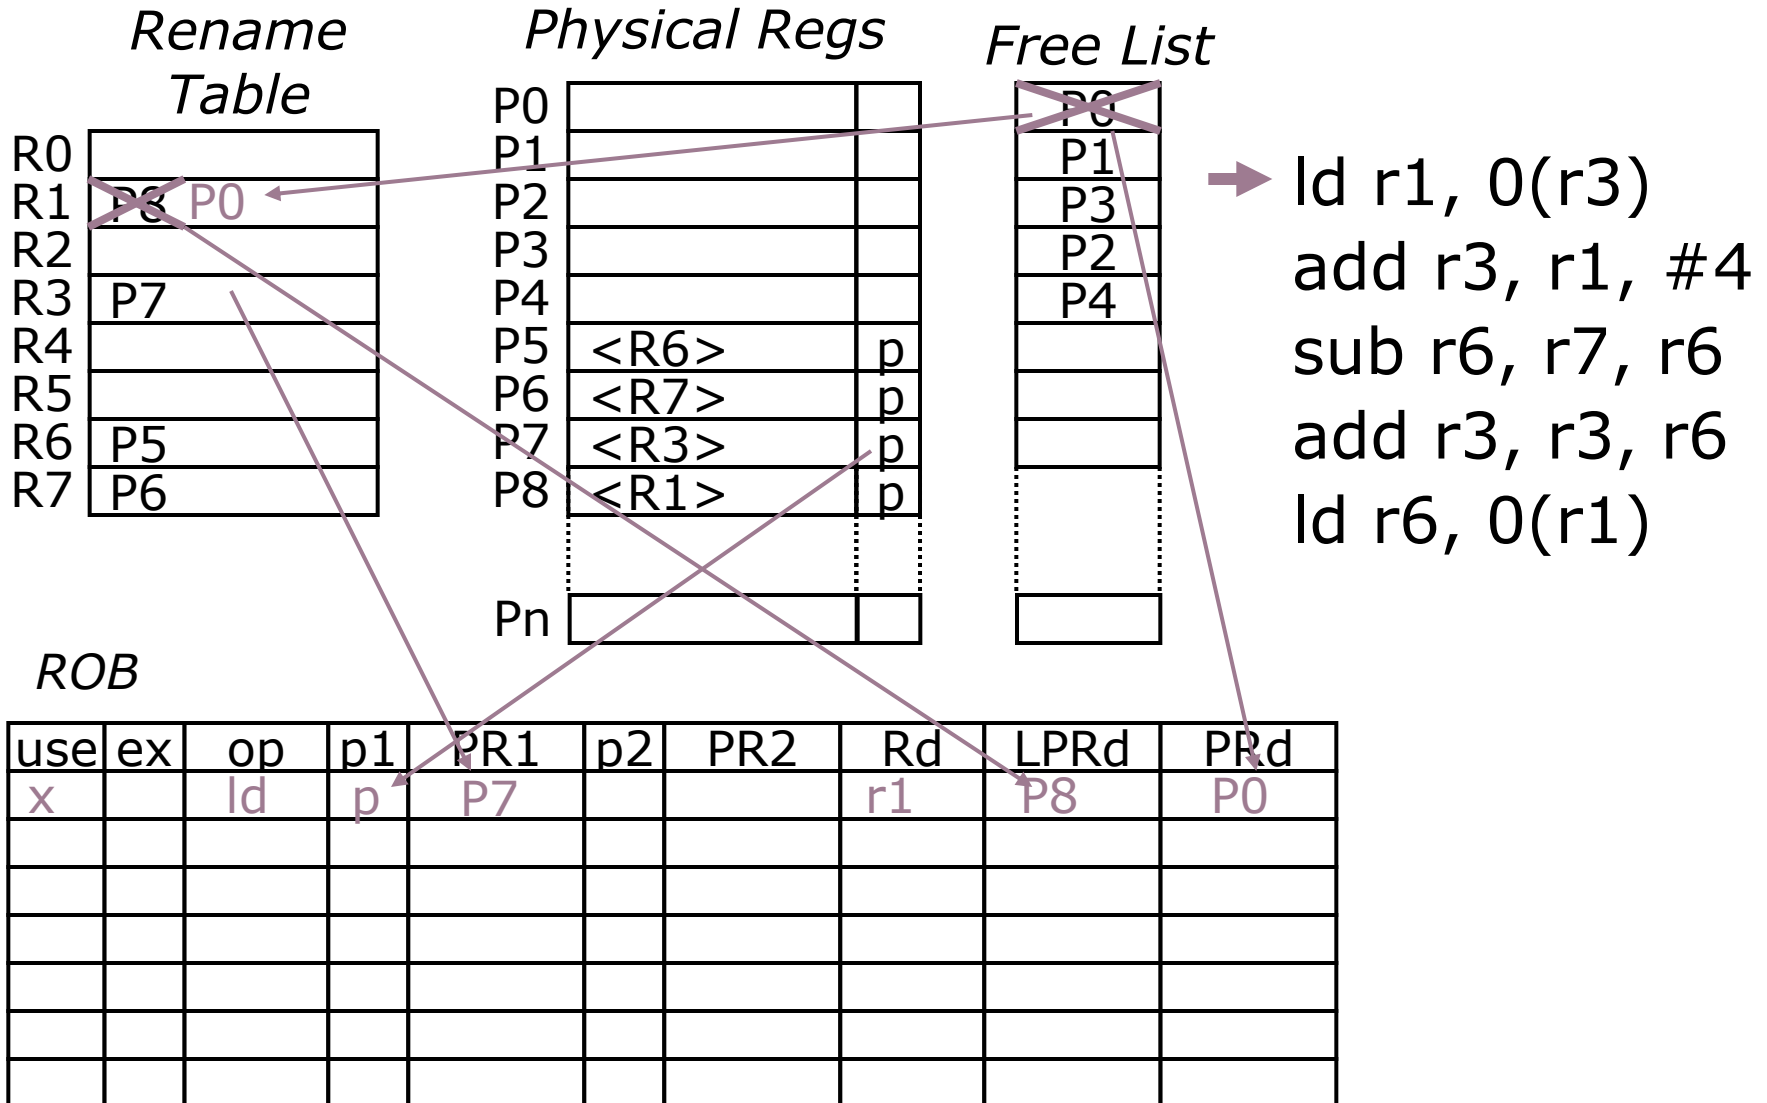 Rename
Table
R0
R1 P8 P0
R2
R3 P7
R4
R5
R6 P5
R7 P6
Physical Regs
P0
P1
P2
P3
P4
P5 <R6> p
P6 <R7> p
P7 <R3> p
P8 <R1> p
Pn
Free List
P0
P1
P3
P2
P4
ld r1, 0(r3)
add r3, r1, #4
sub r6, r7, r6
add r3, r3, r6
ld r6, 0(r1)
ROB
use ex op p1 PR1 p2 PR2 Rd LPRd PRd
x ld p P7 r1 P8 P0